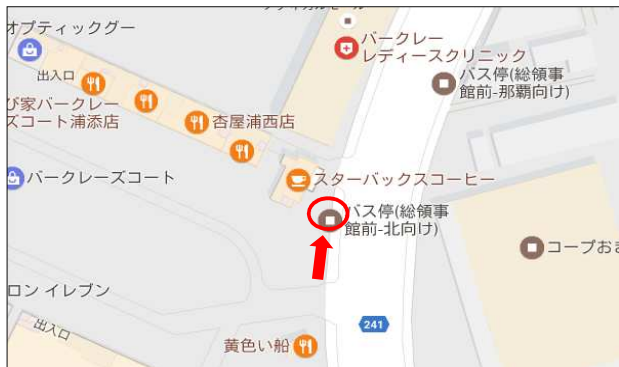 オプティックグー
バークレー
レディースクリニック
バス停(総領事
館前-那覇向け)
出入口
び家バークレー
ズコート浦添店
杏屋浦西店
バークレーズコート
スターバックスコーヒー
バス停(総領事
館前-北向け)
コープおき
ロン イレブン
241
出入口
黄色い船